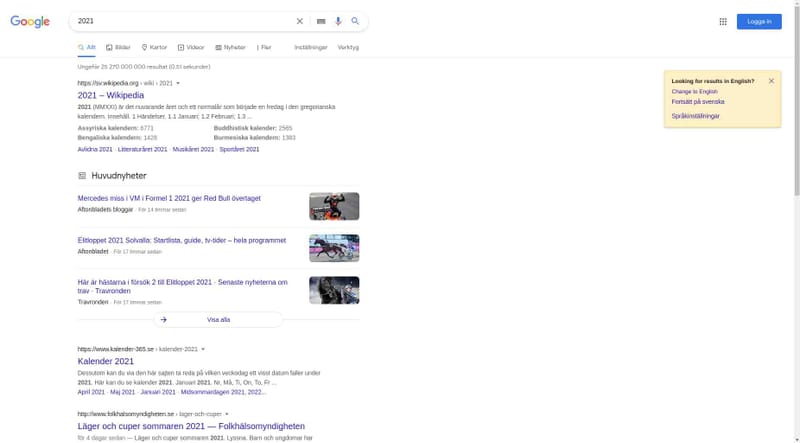 Google
2021
Logga in
Allt Bilder Kartor Videor Nyheter Fler Inställningar Verktyg
Ungefär 25 270 000 000 resultat (0,51 sekunder)
Looking for results in English?
Change to English
Fortsätt på svenska
Språkinställningar
https://sv.wikipedia.org › wiki › 2021
2021 – Wikipedia
2021 (MMXXI) är det nuvarande året och ett normalår som började en fredag i den gregorianska
kalendern. Innehåll. 1 Händelser. 1.1 Januari; 1.2 Februari; 1.3 ...
Assyriska kalendern: 6771 Buddhistisk kalender: 2565
Bengaliska kalendern: 1428 Burmesiska kalendern: 1383
Avlidna 2021 · Litteraturåret 2021 · Musikåret 2021 · Sportåret 2021
Huvudnyheter
Mercedes miss i VM i Formel 1 2021 ger Red Bull övertaget
Aftonbladets bloggar · För 14 timmar sedan
Elitloppet 2021 Solvalla: Startlista, guide, tv-tider – hela programmet
Aftonbladet · För 17 timmar sedan
Här är hästarna i försök 2 till Elitloppet 2021 · Senaste nyheterna om
trav · Travronden
Travronden · För 17 timmar sedan
Visa alla
https://www.kalender-365.se › kalender-2021
Kalender 2021
Dessutom kan du via den här sajten ta reda på vilken veckodag ett visst datum faller under
2021. Här kan du se kalender 2021. Januari 2021. Nr, Må, Ti, On, To, Fr ...
April 2021 · Maj 2021 · Januari 2021 · Midsommardagen 2021, 2022...
http://www.folkhalsomyndigheten.se › lager-och-cuper
Läger och cuper sommaren 2021 — Folkhälsomyndigheten
för 4 dagar sedan — Läger och cuper sommaren 2021. Lyssna. Barn och ungdomar har